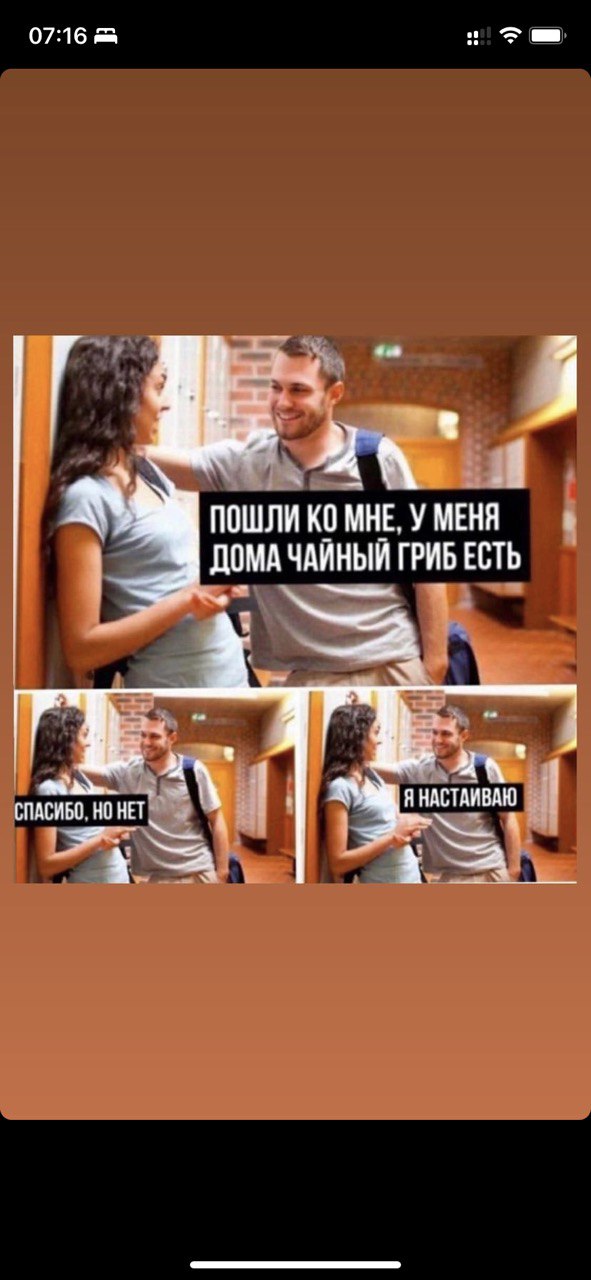 07:16
ПОШЛИ КО МНЕ, У МЕНЯ
ДОМА ЧАЙНЫЙ ГРИБ ЕСТЬ
СПАСИБО, НО НЕТ
Я НАСТАИВАЮ